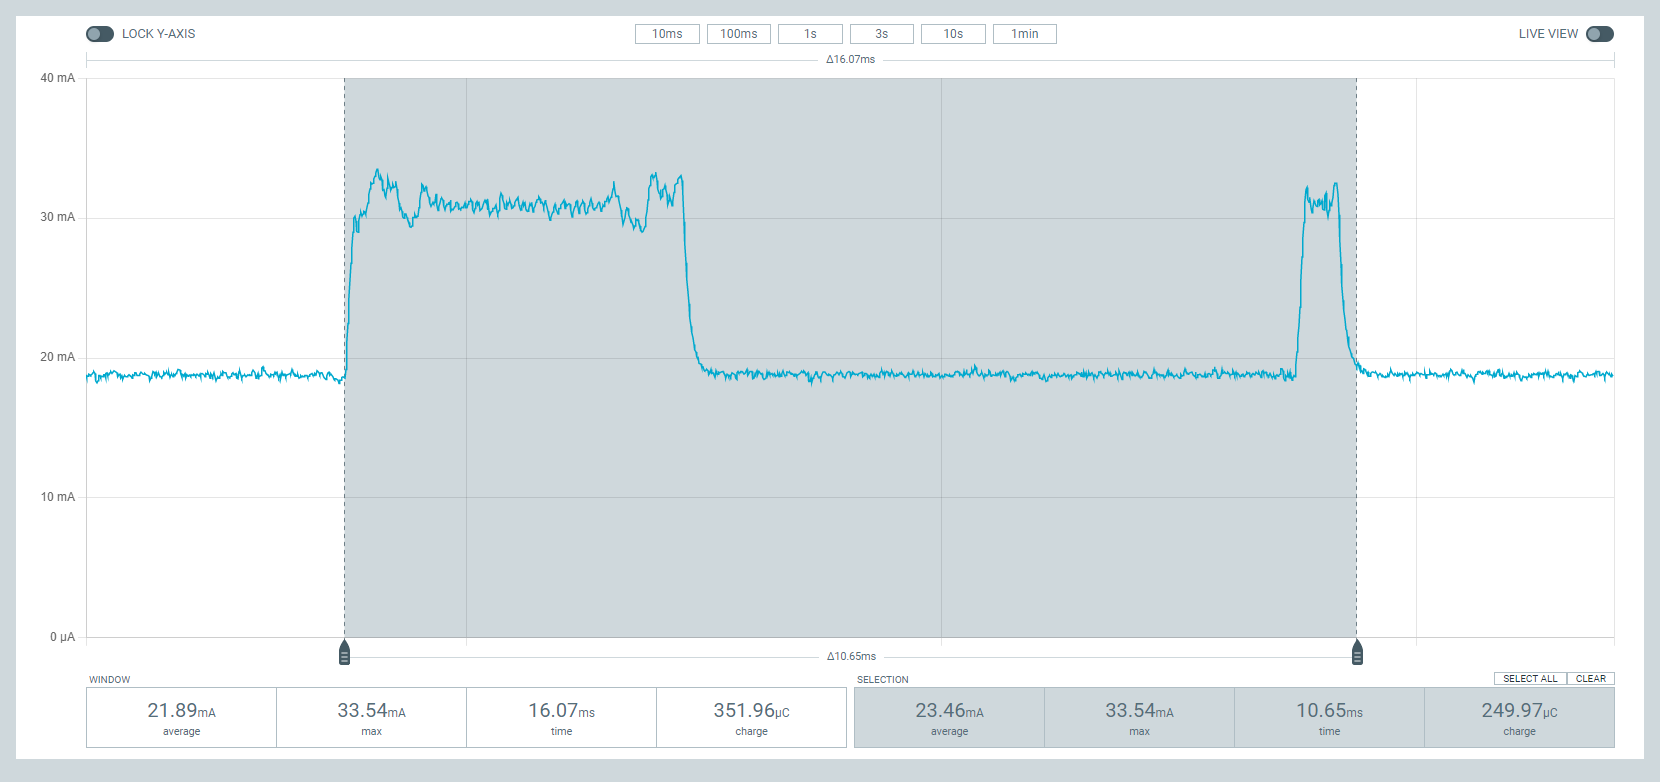 LOCK Y-AXIS 10ms 100ms 1s 3s 10s 1min LIVE VIEW
Δ16.07ms
40 mA
30 mA
20 mA
10 mA
0 µA
Δ10.65ms
WINDOW SELECTION SELECT ALL CLEAR
21.89mA 33.54mA 16.07ms 351.96µC 23.46mA 33.54mA 10.65ms 249.97µC
average max time charge average max time charge